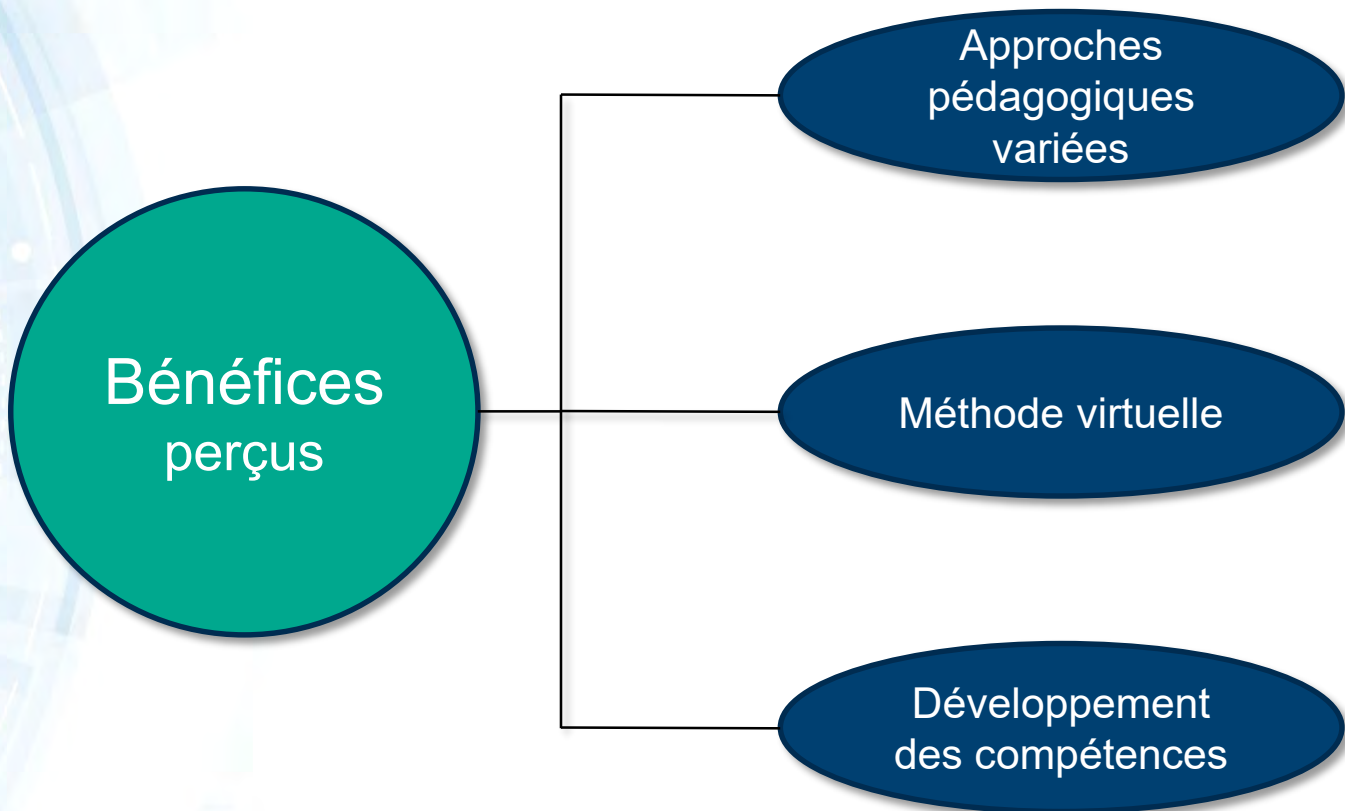 Approches
pédagogiques
variées
Bénéfices
perçus
Méthode virtuelle
Développement
des compétences